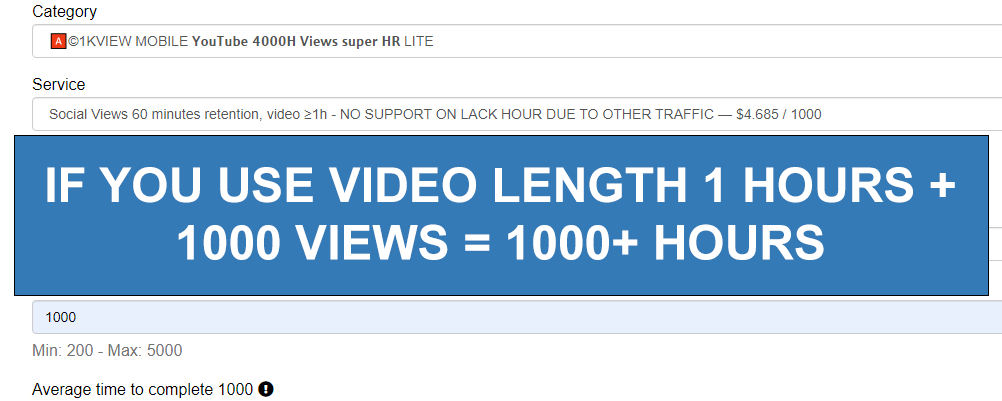 Category
A ©1KVIEW MOBILE YouTube 4000H Views super HR LITE
Service
Social Views 60 minutes retention, video ≥1h - NO SUPPORT ON LACK HOUR DUE TO OTHER TRAFFIC — $4.685 / 1000
IF YOU USE VIDEO LENGTH 1 HOURS +
1000 VIEWS = 1000+ HOURS
1000
Min: 200 - Max: 5000
Average time to complete 1000